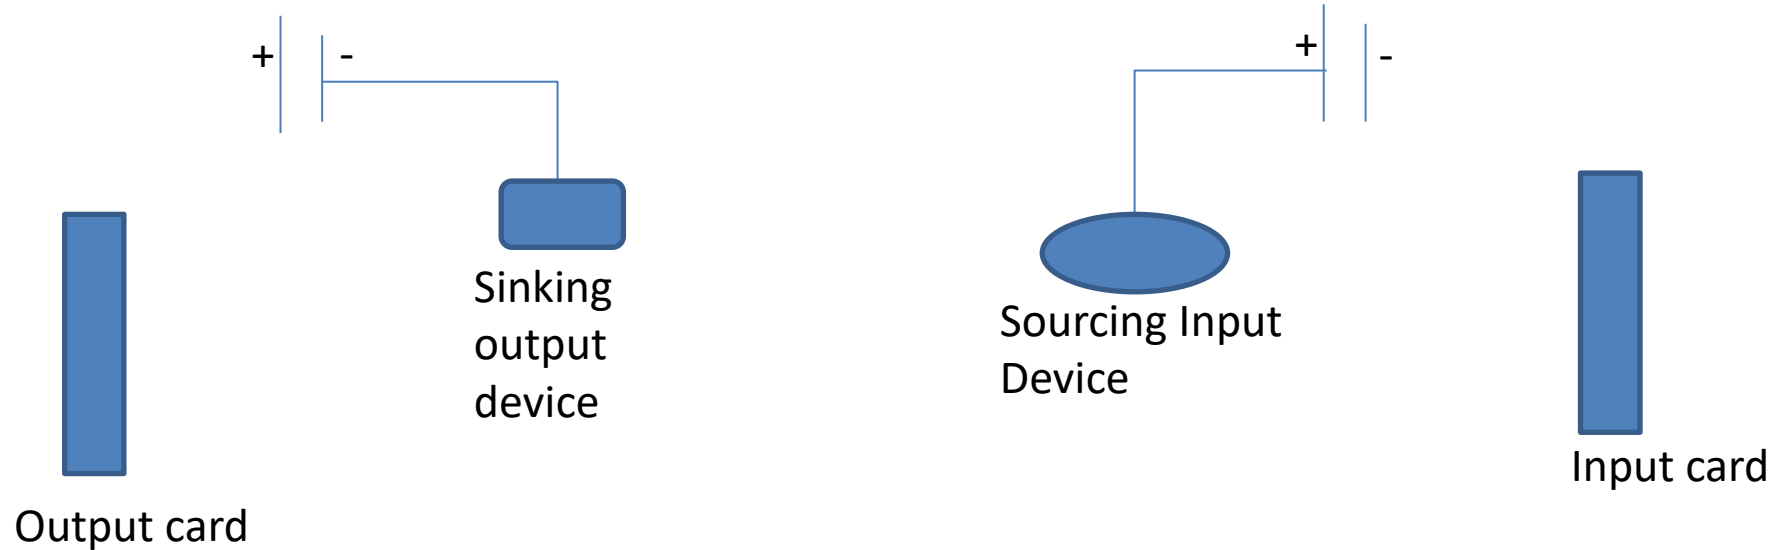 + -
+ -
Sinking
output
device
Sourcing Input
Device
Input card
Output card